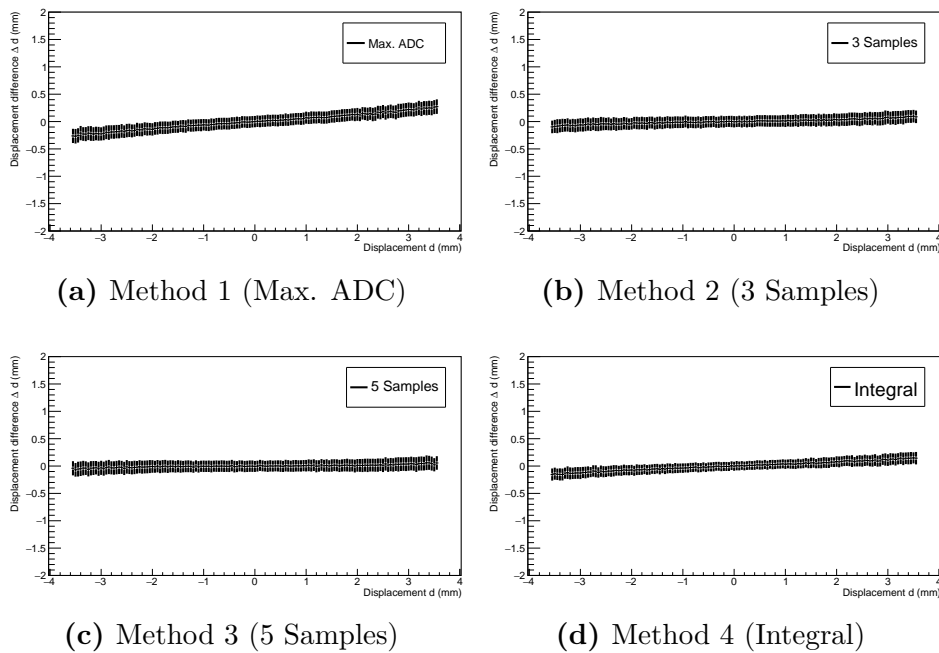 Displacement difference Δ d (mm)
2
1.5
1
0.5
0
−0.5
−1
−1.5
−2
Max. ADC
−4 −3 −2 −1 0 1 2 3 4
Displacement d (mm)
(a) Method 1 (Max. ADC)
Displacement difference Δ d (mm)
2
1.5
1
0.5
0
−0.5
−1
−1.5
−2
3 Samples
−4 −3 −2 −1 0 1 2 3 4
Displacement d (mm)
(b) Method 2 (3 Samples)
Displacement difference Δ d (mm)
2
1.5
1
0.5
0
−0.5
−1
−1.5
−2
5 Samples
−4 −3 −2 −1 0 1 2 3 4
Displacement d (mm)
(c) Method 3 (5 Samples)
Displacement difference Δ d (mm)
2
1.5
1
0.5
0
−0.5
−1
−1.5
−2
Integral
−4 −3 −2 −1 0 1 2 3 4
Displacement d (mm)
(d) Method 4 (Integral)